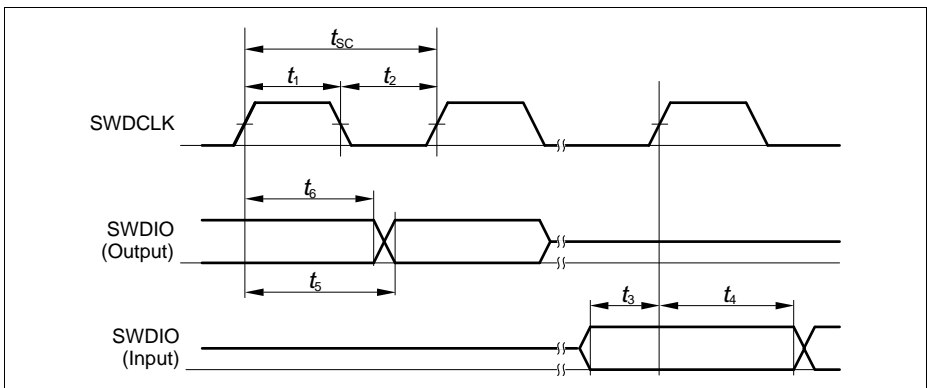 tSC
t1 t2
SWDCLK
t6
SWDIO
(Output)
t5
t3 t4
SWDIO
(Input)